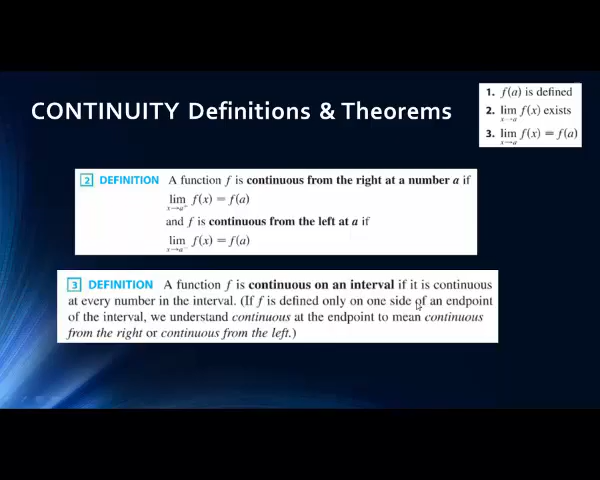 CONTINUITY Definitions & Theorems
1. f(a) is defined
2. lim f(x) exists
x→a
3. lim f(x) = f(a)
x→a
2 DEFINITION A function f is continuous from the right at a number a if
lim f(x) = f(a)
x→a⁺
and f is continuous from the left at a if
lim f(x) = f(a)
x→a⁻
3 DEFINITION A function f is continuous on an interval if it is continuous
at every number in the interval. (If f is defined only on one side of an endpoint
of the interval, we understand continuous at the endpoint to mean continuous
from the right or continuous from the left.)